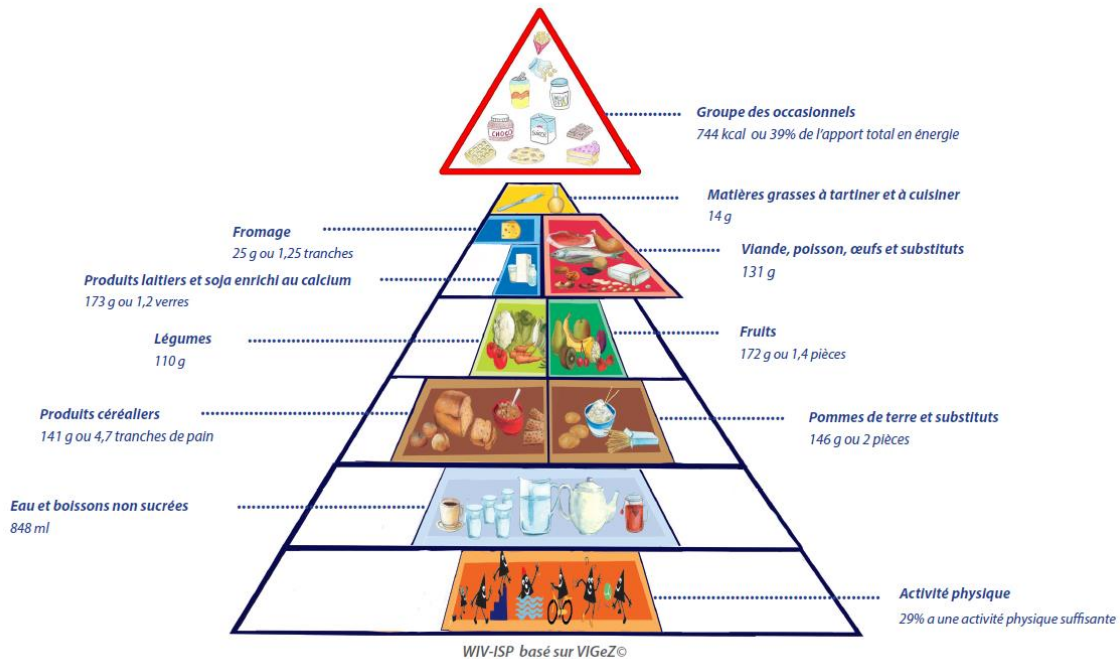 Groupe des occasionnels
744 kcal ou 39% de l'apport total en énergie
Matières grasses à tartiner et à cuisiner
14 g
Fromage
25 g ou 1,25 tranches
Viande, poisson, œufs et substituts
131 g
Produits laitiers et soja enrichi au calcium
173 g ou 1,2 verres
Légumes
110 g
Fruits
172 g ou 1,4 pièces
Produits céréaliers
141 g ou 4,7 tranches de pain
Pommes de terre et substituts
146 g ou 2 pièces
Eau et boissons non sucrées
848 ml
Activité physique
29% a une activité physique suffisante
WIV-ISP basé sur VIGeZ©
CHOCO